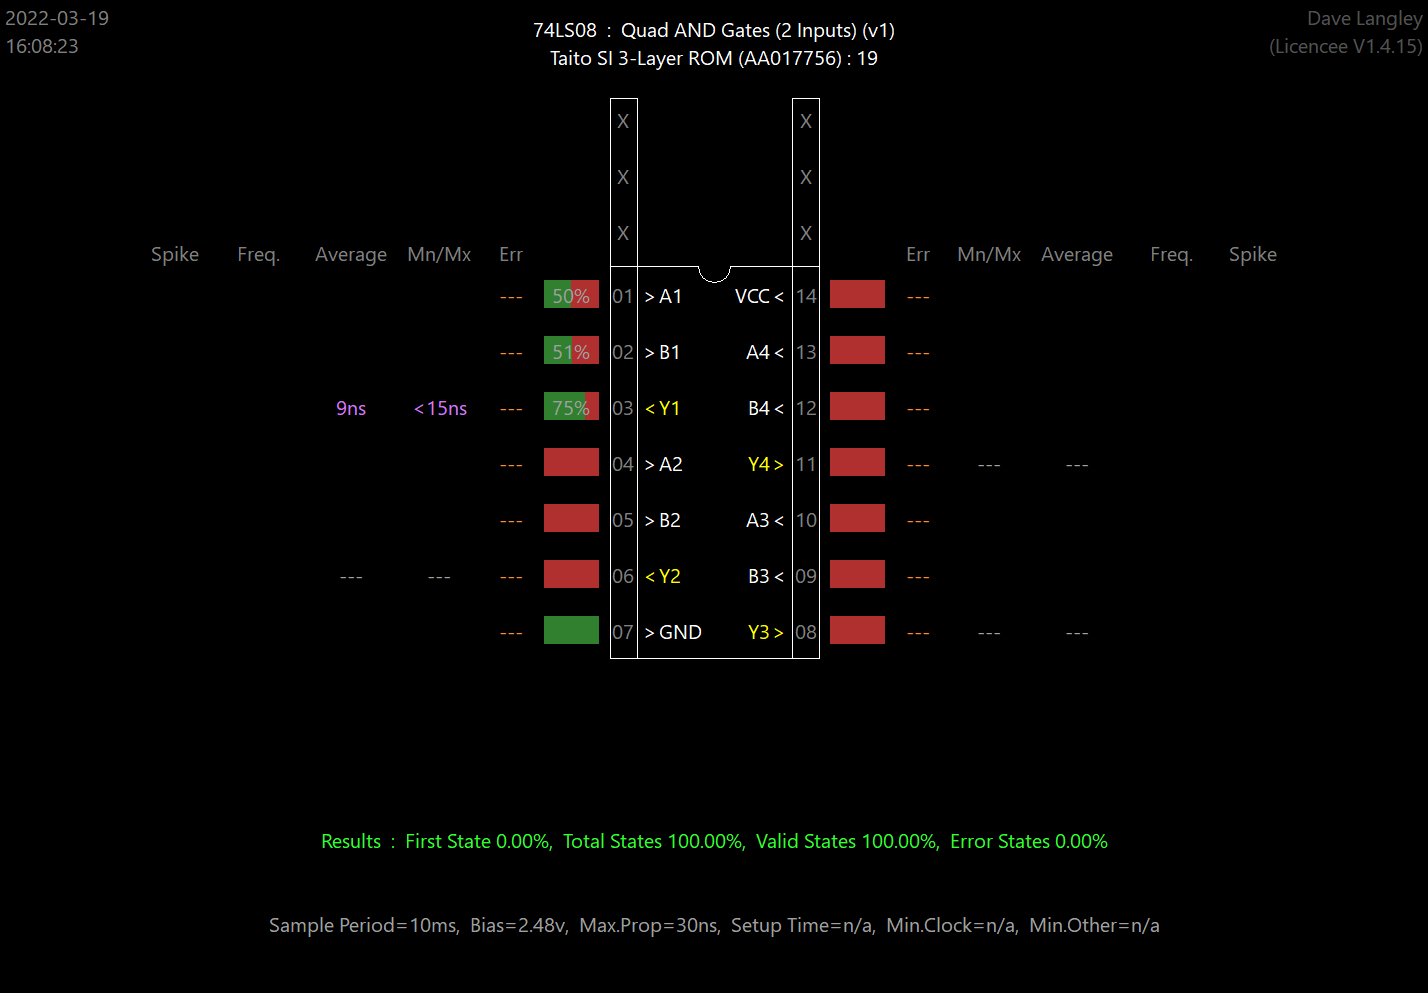 2022-03-19
16:08:23
74LS08 : Quad AND Gates (2 Inputs) (v1)
Taito SI 3-Layer ROM (AA017756) : 19
Dave Langley
(Licencee V1.4.15)
X X
X X
X X
Spike Freq. Average Mn/Mx Err Err Mn/Mx Average Freq. Spike
--- 50% 01 > A1 VCC < 14 ---
--- 51% 02 > B1 A4 < 13 ---
9ns <15ns --- 75% 03 < Y1 B4 < 12 ---
--- 04 > A2 Y4 > 11 --- --- ---
--- 05 > B2 A3 < 10 ---
--- --- --- 06 < Y2 B3 < 09 ---
--- 07 > GND Y3 > 08 --- --- ---
Results : First State 0.00%, Total States 100.00%, Valid States 100.00%, Error States 0.00%
Sample Period=10ms, Bias=2.48v, Max.Prop=30ns, Setup Time=n/a, Min.Clock=n/a, Min.Other=n/a